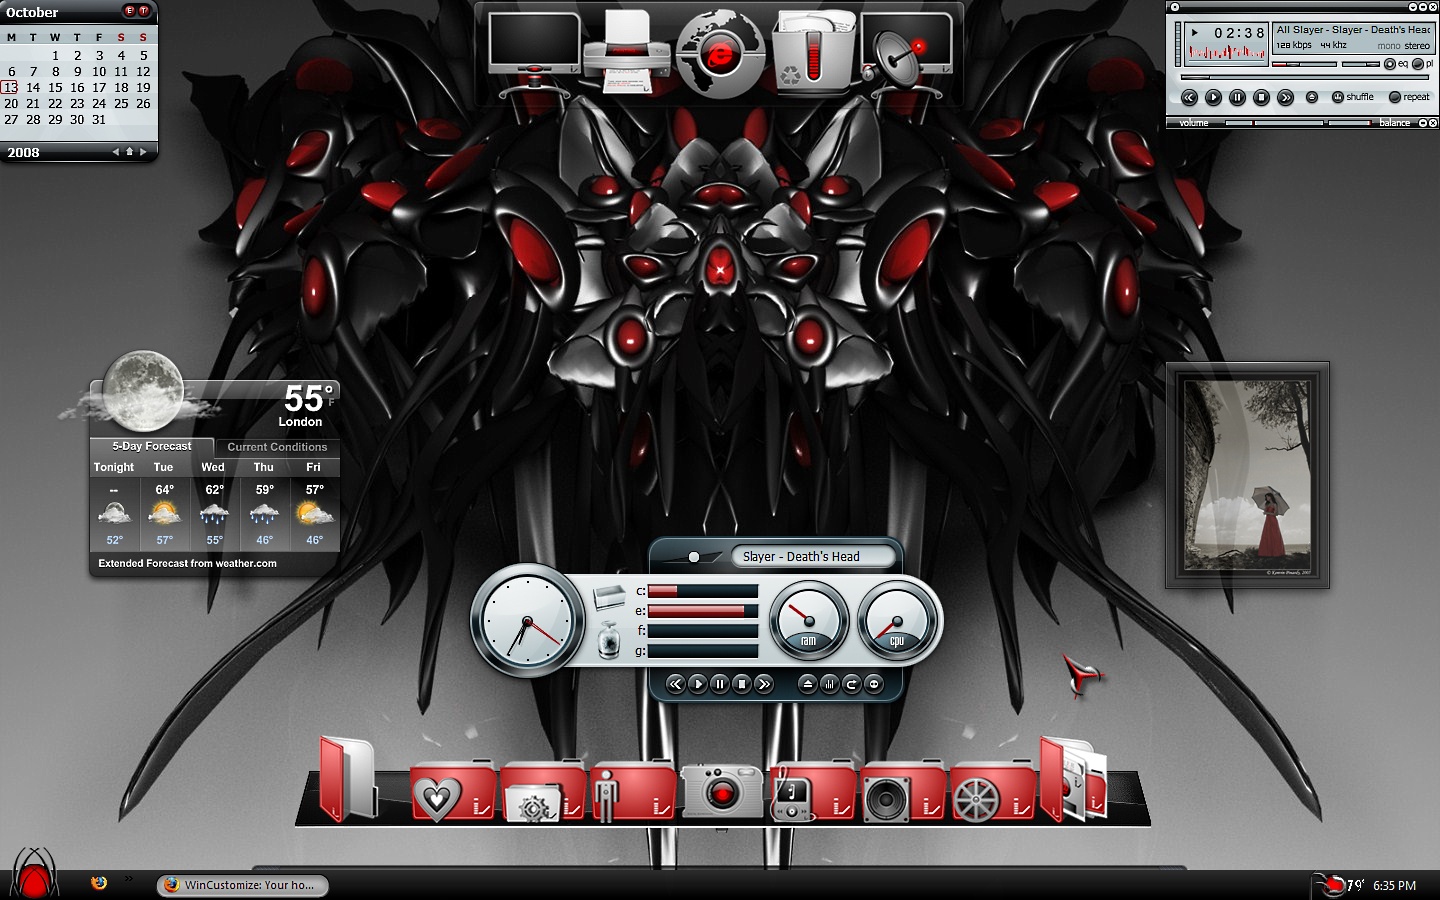 October
E T
M T W T F S S
1 2 3 4 5
6 7 8 9 10 11 12
13 14 15 16 17 18 19
20 21 22 23 24 25 26
27 28 29 30 31
2008
02:38
All Slayer - Slayer - Death's Head
128 kbps 44 khz mono stereo
eq pl
shuffle repeat
volume balance
55°
F
London
5-Day Forecast Current Conditions
Tonight Tue Wed Thu Fri
-- 64° 62° 59° 57°
52° 57° 55° 46° 46°
Extended Forecast from weather.com
Slayer - Death's Head
c:
e:
f:
g:
ram cpu
WinCustomize: Your ho...
79°
6:35 PM